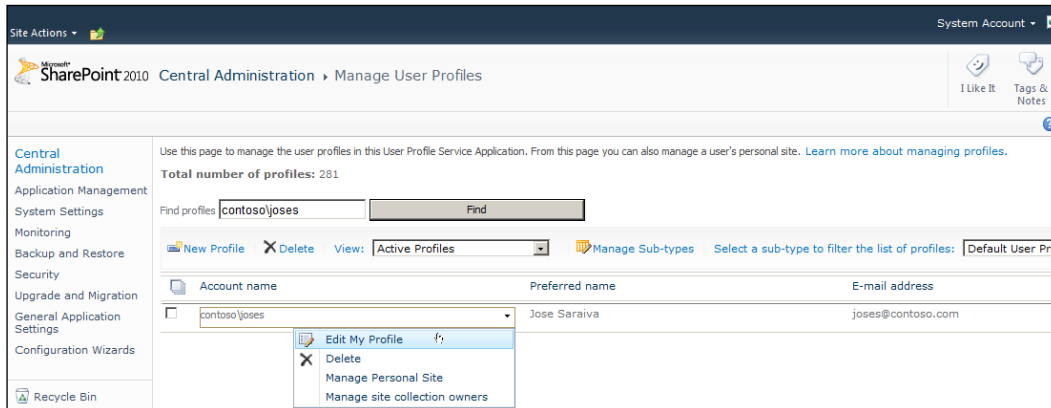 System Account
Site Actions
Microsoft
SharePoint 2010 Central Administration Manage User Profiles
I Like It
Tags &
Notes
Central
Administration
Application Management
System Settings
Monitoring
Backup and Restore
Security
Upgrade and Migration
General Application
Settings
Configuration Wizards
Recycle Bin
Use this page to manage the user profiles in this User Profile Service Application. From this page you can also manage a user's personal site. Learn more about managing profiles.
Total number of profiles: 281
Find profiles contoso\joses Find
New Profile Delete View: Active Profiles Manage Sub-types Select a sub-type to filter the list of profiles: Default User Pr
Account name Preferred name E-mail address
contoso\joses Jose Saraiva joses@contoso.com
Edit My Profile
Delete
Manage Personal Site
Manage site collection owners